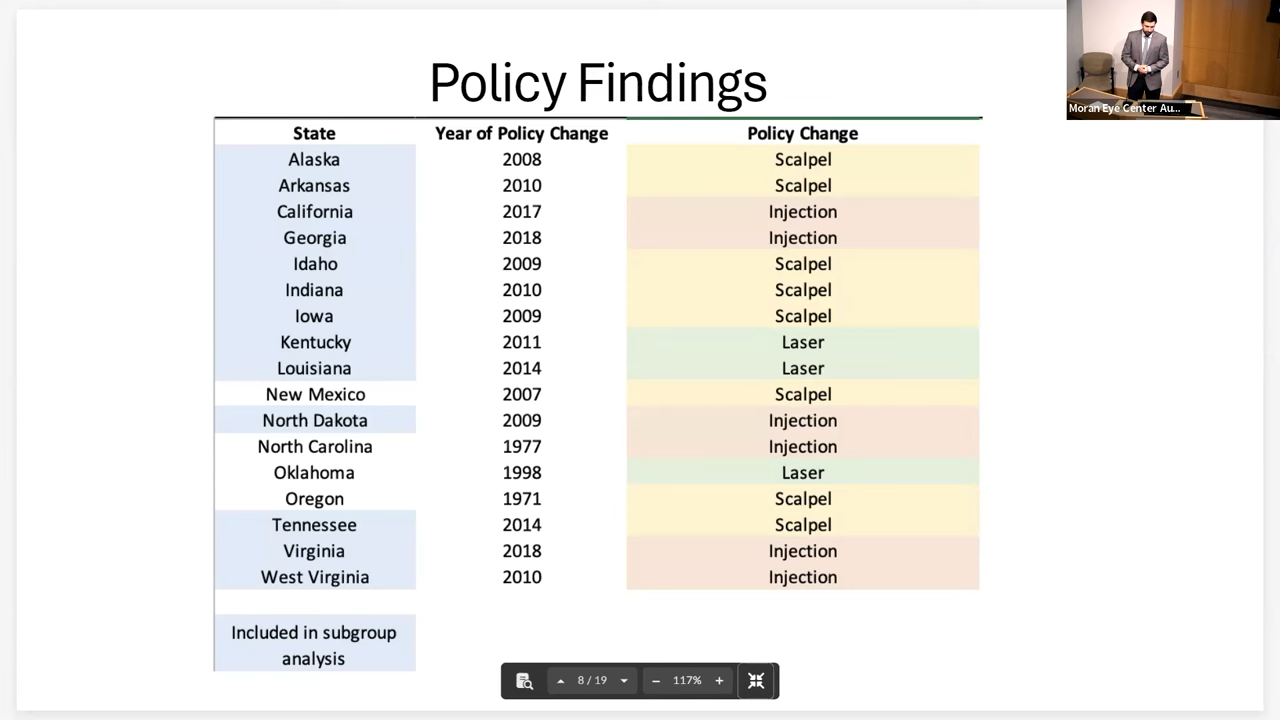 Policy Findings
Moran Eye Center Au...
State Year of Policy Change Policy Change
Alaska 2008 Scalpel
Arkansas 2010 Scalpel
California 2017 Injection
Georgia 2018 Injection
Idaho 2009 Scalpel
Indiana 2010 Scalpel
Iowa 2009 Scalpel
Kentucky 2011 Laser
Louisiana 2014 Laser
New Mexico 2007 Scalpel
North Dakota 2009 Injection
North Carolina 1977 Injection
Oklahoma 1998 Laser
Oregon 1971 Scalpel
Tennessee 2014 Scalpel
Virginia 2018 Injection
West Virginia 2010 Injection
Included in subgroup
analysis
8 / 19 117%